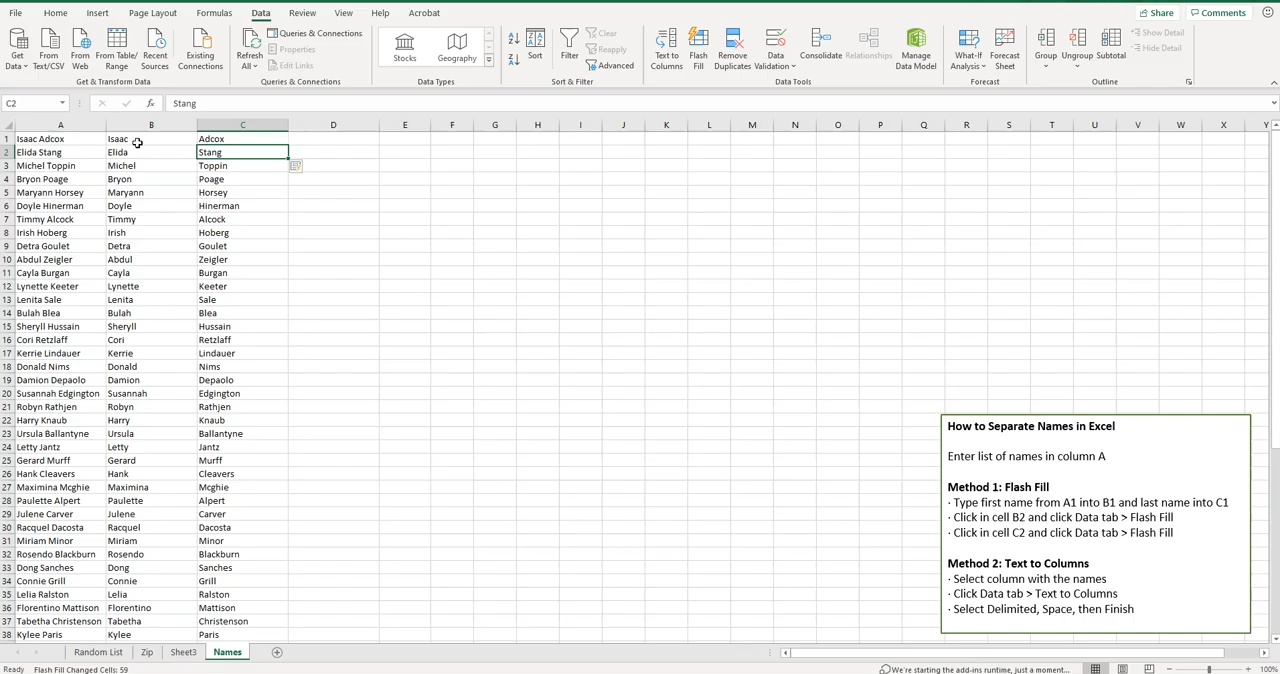 File Home Insert Page Layout Formulas Data Review View Help Acrobat Share Comments
Get Data From Text/CSV From Web From Table/ Range Recent Sources Existing Connections Refresh All Queries & Connections Properties Edit Links Stocks Geography Sort Filter Clear Reapply Advanced Text to Columns Flash Fill Remove Duplicates Data Validation Consolidate Relationships Manage Data Model What-If Analysis Forecast Sheet Group Ungroup Subtotal Show Detail Hide Detail
Get & Transform Data Queries & Connections Data Types Sort & Filter Data Tools Forecast Outline
C2 fx Stang
A B C D E F G H I J K L M N O P Q R S T U V W X Y
1 Isaac Adcox Isaac Adcox
2 Elida Stang Elida Stang
3 Michel Toppin Michel Toppin
4 Bryon Poage Bryon Poage
5 Maryann Horsey Maryann Horsey
6 Doyle Hinerman Doyle Hinerman
7 Timmy Alcock Timmy Alcock
8 Irish Hoberg Irish Hoberg
9 Detra Goulet Detra Goulet
10 Abdul Zeigler Abdul Zeigler
11 Cayla Burgan Cayla Burgan
12 Lynette Keeter Lynette Keeter
13 Lenita Sale Lenita Sale
14 Bulah Blea Bulah Blea
15 Sheryll Hussain Sheryll Hussain
16 Cori Retzlaff Cori Retzlaff
17 Kerrie Lindauer Kerrie Lindauer
18 Donald Nims Donald Nims
19 Damion Depaolo Damion Depaolo
20 Susannah Edgington Susannah Edgington
21 Robyn Rathjen Robyn Rathjen
22 Harry Knaub Harry Knaub
23 Ursula Ballantyne Ursula Ballantyne
24 Letty Jantz Letty Jantz
25 Gerard Murff Gerard Murff
26 Hank Cleavers Hank Cleavers
27 Maximina Mcghie Maximina Mcghie
28 Paulette Alpert Paulette Alpert
29 Julene Carver Julene Carver
30 Racquel Dacosta Racquel Dacosta
31 Miriam Minor Miriam Minor
32 Rosendo Blackburn Rosendo Blackburn
33 Dong Sanches Dong Sanches
34 Connie Grill Connie Grill
35 Lelia Ralston Lelia Ralston
36 Florentino Mattison Florentino Mattison
37 Tabetha Christenson Tabetha Christenson
38 Kylee Paris Kylee Paris
How to Separate Names in Excel
Enter list of names in column A
Method 1: Flash Fill
· Type first name from A1 into B1 and last name into C1
· Click in cell B2 and click Data tab > Flash Fill
· Click in cell C2 and click Data tab > Flash Fill
Method 2: Text to Columns
· Select column with the names
· Click Data tab > Text to Columns
· Select Delimited, Space, then Finish
Random List Zip Sheet3 Names
Ready Flash Fill Changed Cells: 59 We're starting the add-ins runtime, just a moment... 100%